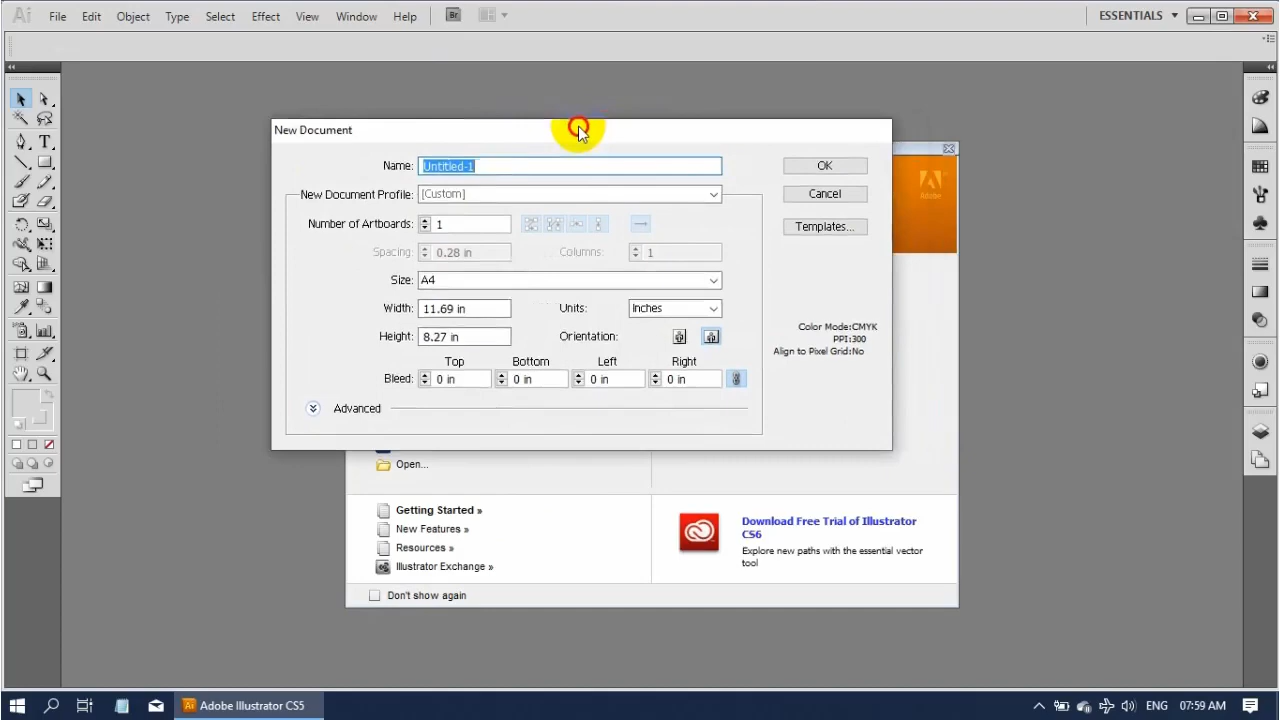 Ai File Edit Object Type Select Effect View Window Help Br ESSENTIALS
New Document
Name: Untitled-1 OK
New Document Profile: [Custom] Cancel
Number of Artboards: 1 Templates...
Spacing: 0.28 in Columns: 1
Size: A4
Width: 11.69 in Units: Inches
Height: 8.27 in Orientation:
Color Mode:CMYK
PPI:300
Align to Pixel Grid:No
Top Bottom Left Right
Bleed: 0 in 0 in 0 in 0 in
Advanced
Adobe
Open...
Getting Started »
New Features »
Resources »
Illustrator Exchange »
Download Free Trial of Illustrator
CS6
Explore new paths with the essential vector
tool
Don't show again
Ai Adobe Illustrator CS5 ENG 07:59 AM